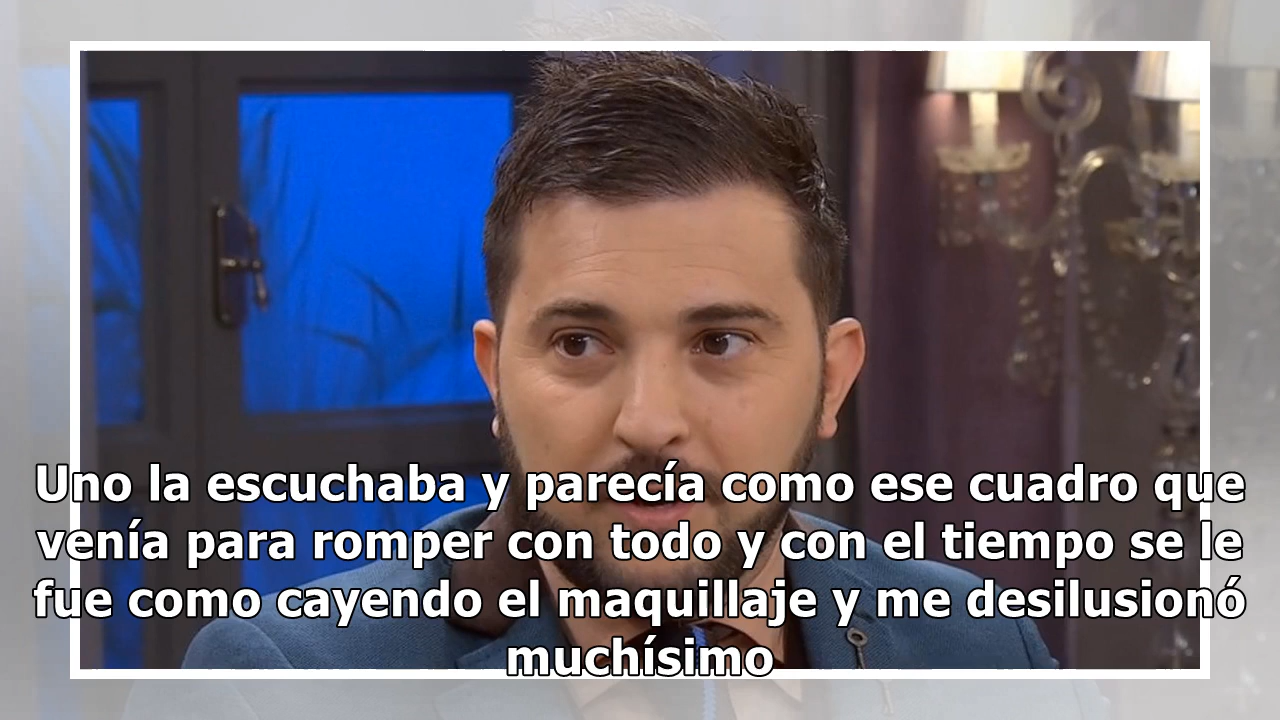 Uno la escuchaba y parecía como ese cuadro que
venía para romper con todo y con el tiempo se le
fue como cayendo el maquillaje y me desilusionó
muchísimo